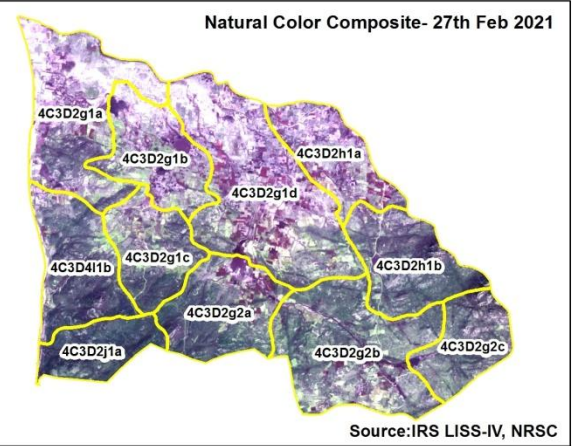 Natural Color Composite- 27th Feb 2021
4C3D2g1a
4C3D2g1b
4C3D2h1a
4C3D2g1d
4C3D2g1c
4C3D4l1b
4C3D2h1b
4C3D2g2a
4C3D2j1a
4C3D2g2b
4C3D2g2c
Source:IRS LISS-IV, NRSC